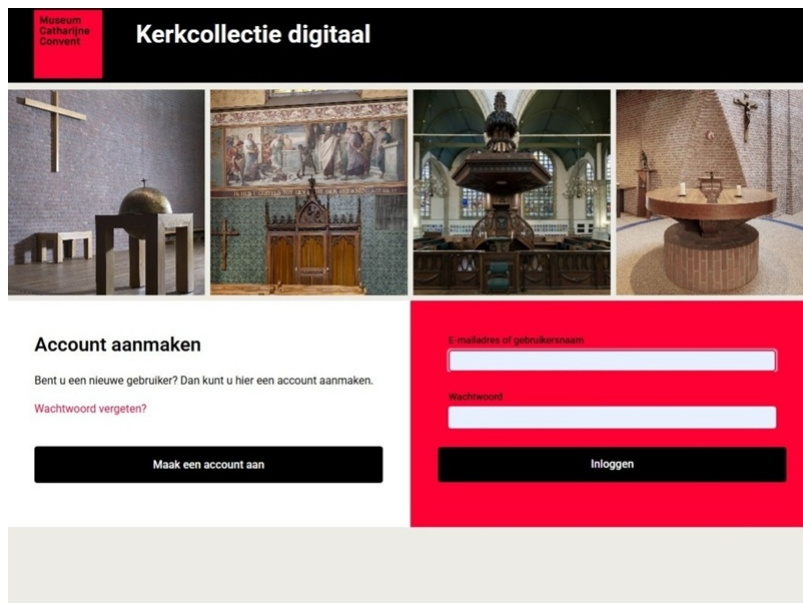 Museum
Catharijne
Convent
Kerkcollectie digitaal
Account aanmaken
Bent u een nieuwe gebruiker? Dan kunt u hier een account aanmaken.
Wachtwoord vergeten?
Maak een account aan
E-mailadres of gebruikersnaam
Wachtwoord
Inloggen